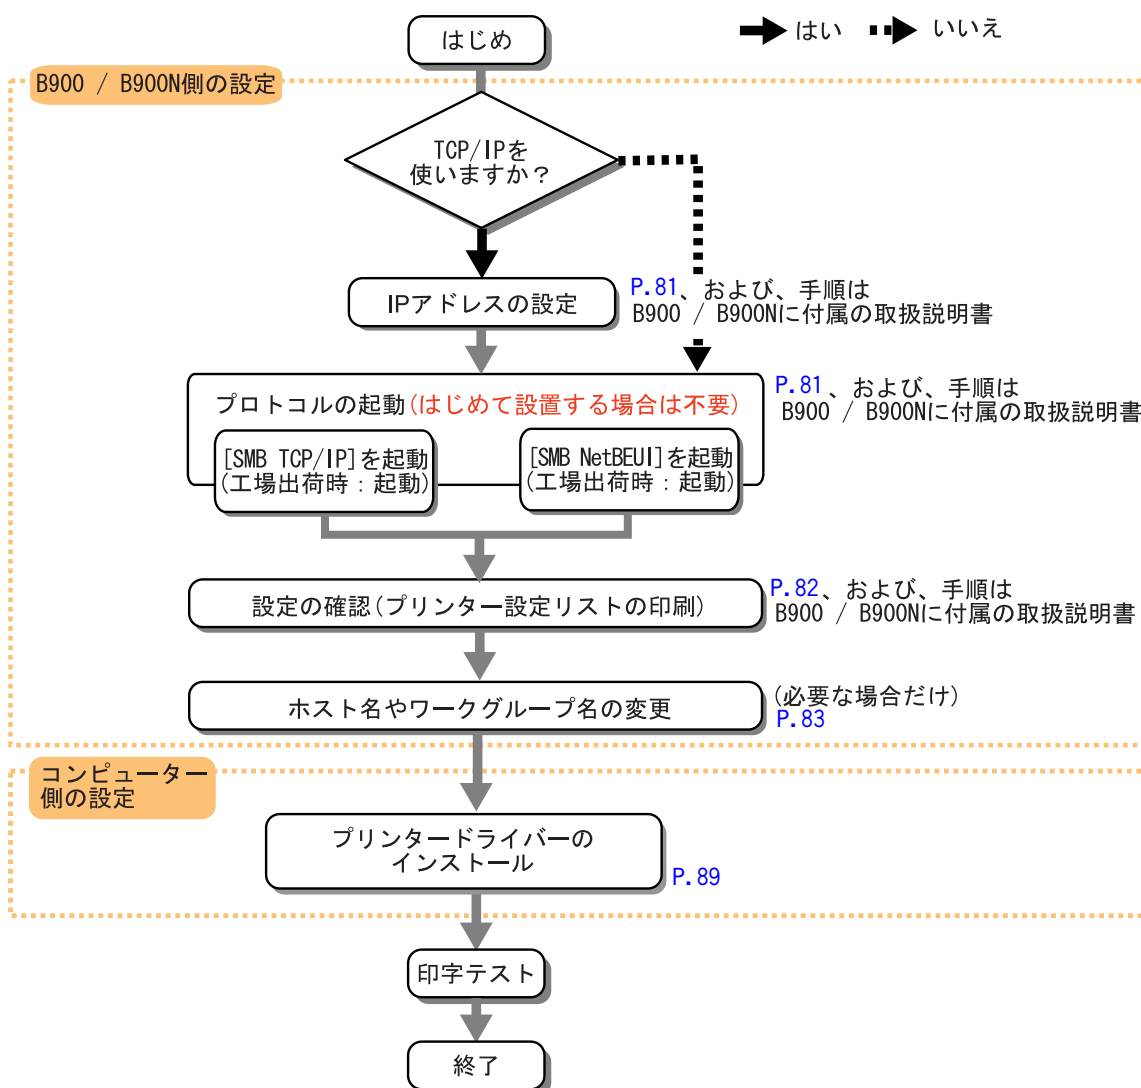 はじめ
はい
いいえ
B900 / B900N側の設定
TCP/IPを
使いますか？
IPアドレスの設定
P.81、および、手順は
B900 / B900Nに付属の取扱説明書
プロトコルの起動(はじめて設置する場合は不要)
P.81、および、手順は
B900 / B900Nに付属の取扱説明書
[SMB TCP/IP]を起動
(工場出荷時：起動)
[SMB NetBEUI]を起動
(工場出荷時：起動)
設定の確認(プリンター設定リストの印刷)
P.82、および、手順は
B900 / B900Nに付属の取扱説明書
ホスト名やワークグループ名の変更
(必要な場合だけ)
P.83
コンピューター
側の設定
プリンタードライバーの
インストール
P.89
印字テスト
終了